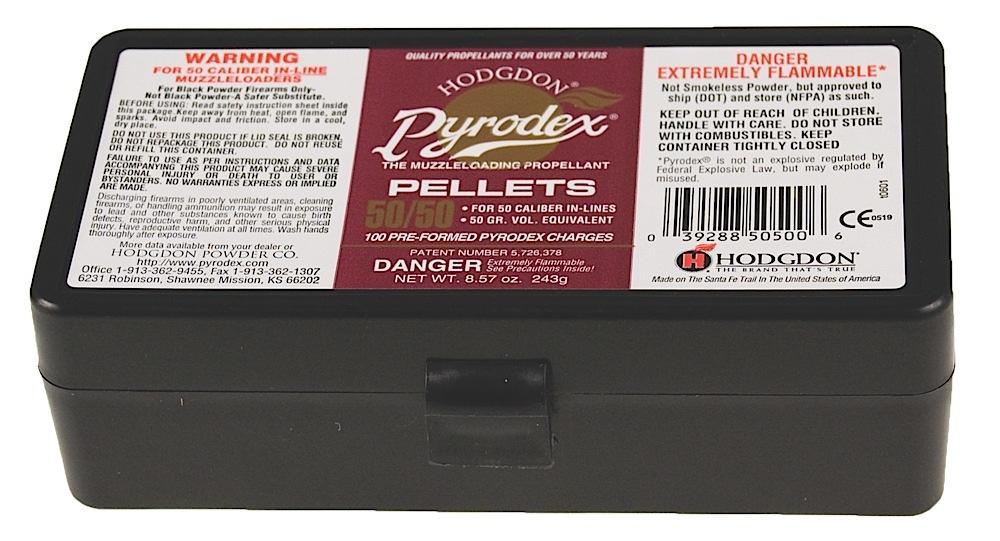 WARNING
FOR 50 CALIBER IN-LINE
MUZZLELOADERS
For Black Powder Firearms Only-
Not Black Powder-A Safer Substitute.
BEFORE USING: Read safety instruction sheet inside
this package Keep away from heat, open flame, and
sparks. Avoid impact and friction. Store in a cool,
dry place.
DO NOT USE THIS PRODUCT IF LID SEAL IS BROKEN.
DO NOT REPACKAGE THIS PRODUCT. DO NOT REUSE
OR REFILL THIS CONTAINER.
FAILURE TO USE AS PER INSTRUCTIONS AND DATA
ACCOMPANYING THIS PRODUCT MAY CAUSE SEVERE
PERSONAL INJURY OR DEATH TO USER OR
BYSTANDERS. NO WARRANTIES EXPRESS OR IMPLIED
ARE MADE.
Discharging firearms in poorly ventilated areas, cleaning
firearms, or handling ammunition may result in exposure
to lead and other substances known to cause birth
defects, reproductive harm, and other serious physical
injury. Have adequate ventilation at all times. Wash hands
thoroughly after exposure.
More data available from your dealer or
HODGDON POWDER CO.
http://www.pyrodex.com
Office 1-913-362-9455, Fax 1-913-362-1307
6231 Robinson, Shawnee Mission, KS 66202
QUALITY PROPELLANTS FOR OVER 50 YEARS
HODGDON®
Pyrodex®
THE MUZZLELOADING PROPELLANT
PELLETS
50/50
• FOR 50 CALIBER IN-LINES
• 50 GR. VOL. EQUIVALENT
100 PRE-FORMED PYRODEX CHARGES
PATENT NUMBER 5,726,378
DANGER Extremely Flammable
See Precautions Inside!
NET WT. 8.57 oz. 243g
DANGER
EXTREMELY FLAMMABLE*
Not Smokeless Powder, but approved to
ship (DOT) and store (NFPA) as such.
KEEP OUT OF REACH OF CHILDREN.
HANDLE WITH CARE. DO NOT STORE
WITH COMBUSTIBLES. KEEP
CONTAINER TIGHTLY CLOSED
*Pyrodex® is not an explosive regulated by
Federal Explosive Law, but may explode if
misused.
t0601
CE 0519
0 39288 50500 6
HODGDON®
THE BRAND THAT'S TRUE
Made on The Santa Fe Trail In The United States of America